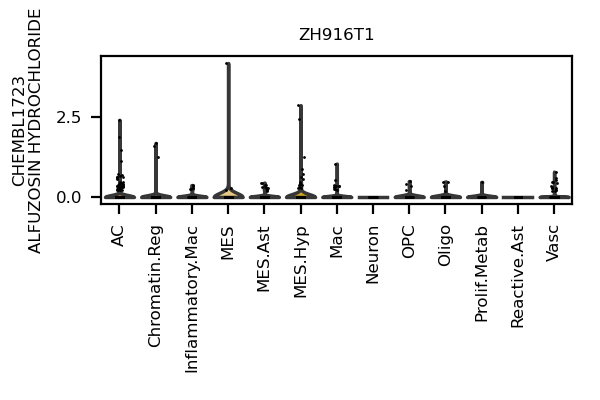 ZH916T1
CHEMBL1723
ALFUZOSIN HYDROCHLORIDE
2.5
0.0
AC
Chromatin.Reg
Inflammatory.Mac
MES
MES.Ast
MES.Hyp
Mac
Neuron
OPC
Oligo
Prolif.Metab
Reactive.Ast
Vasc